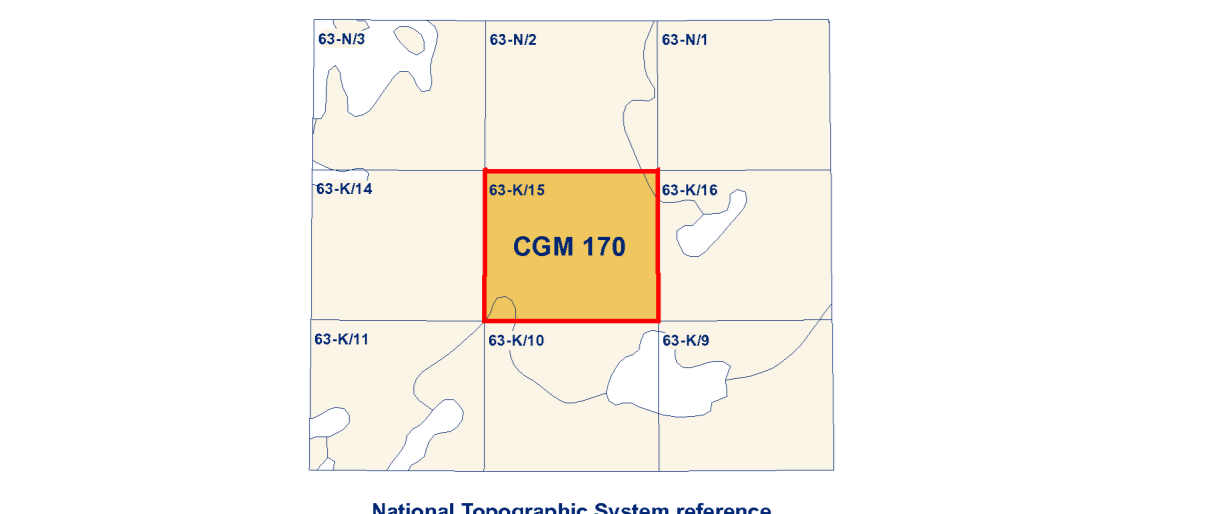 63-N/3
63-N/2
63-N/1
63-K/14
63-K/15
63-K/16
CGM 170
63-K/11
63-K/10
63-K/9
National Topographic System reference